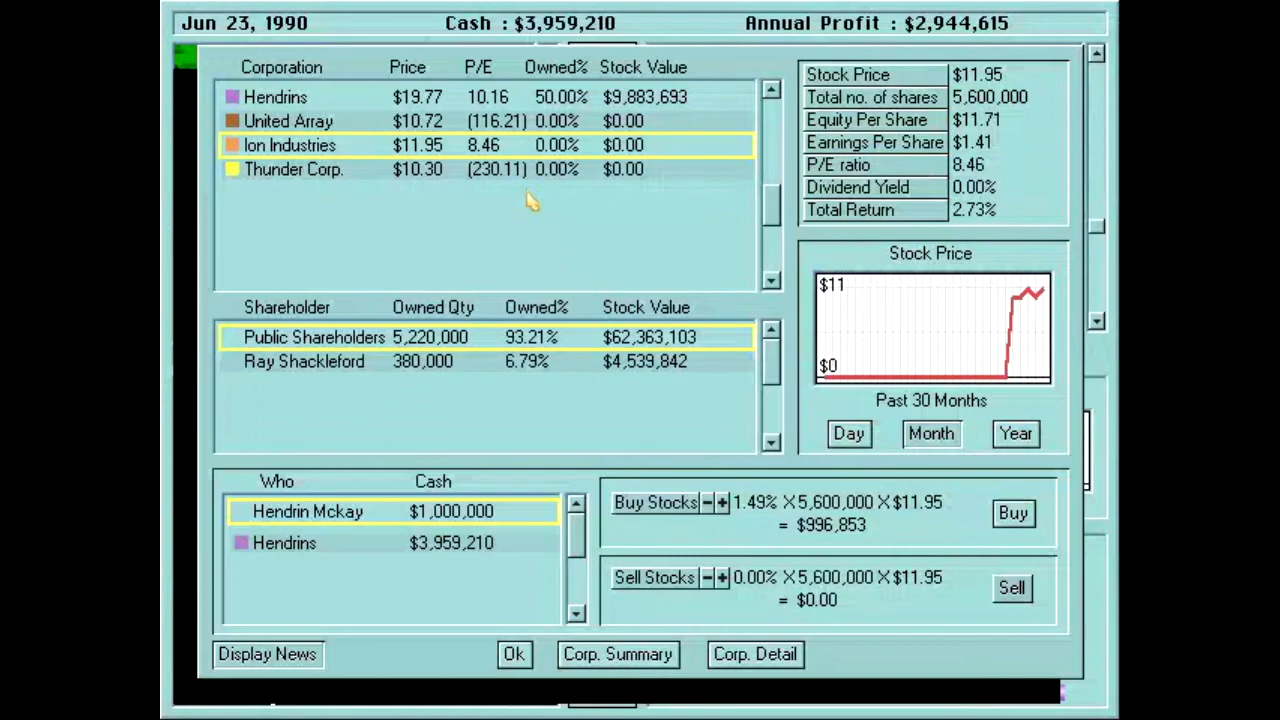 Jun 23, 1990 Cash : $3,959,210 Annual Profit : $2,944,615
Corporation Price P/E Owned% Stock Value
Hendrins $19.77 10.16 50.00% $9,883,693
United Array $10.72 (116.21) 0.00% $0.00
Ion Industries $11.95 8.46 0.00% $0.00
Thunder Corp. $10.30 (230.11) 0.00% $0.00
Stock Price $11.95
Total no. of shares 5,600,000
Equity Per Share $11.71
Earnings Per Share $1.41
P/E ratio 8.46
Dividend Yield 0.00%
Total Return 2.73%
Shareholder Owned Qty Owned% Stock Value
Public Shareholders 5,220,000 93.21% $62,363,103
Ray Shackleford 380,000 6.79% $4,539,842
Stock Price
$11
$0
Past 30 Months
Day Month Year
Who Cash
Hendrin Mckay $1,000,000
Hendrins $3,959,210
Buy Stocks - + 1.49% X 5,600,000 X $11.95
= $996,853
Buy
Sell Stocks - + 0.00% X 5,600,000 X $11.95
= $0.00
Sell
Display News Ok Corp. Summary Corp. Detail